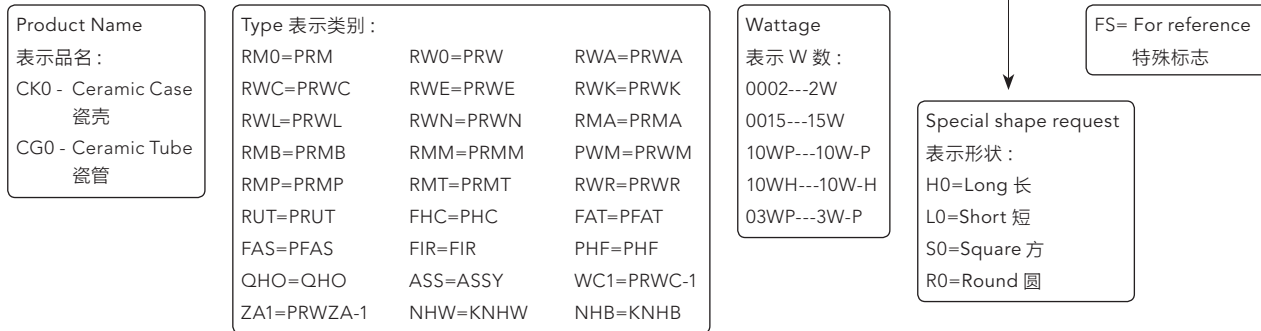 Product Name
表示品名 :
CK0 - Ceramic Case
瓷壳
CG0 - Ceramic Tube
瓷管
Type 表示类别 :
RM0=PRM RW0=PRW RWA=PRWA
RWC=PRWC RWE=PRWE RWK=PRWK
RWL=PRWL RWN=PRWN RMA=PRMA
RMB=PRMB RMM=PRMM PWM=PRWM
RMP=PRMP RMT=PRMT RWR=PRWR
RUT=PRUT FHC=PHC FAT=PFAT
FAS=PFAS FIR=FIR PHF=PHF
QHO=QHO ASS=ASSY WC1=PRWC-1
ZA1=PRWZA-1 NHW=KNHW NHB=KNHB
Wattage
表示 W 数 :
0002---2W
0015---15W
10WP---10W-P
10WH---10W-H
03WP---3W-P
Special shape request
表示形状 :
H0=Long 长
L0=Short 短
S0=Square 方
R0=Round 圆
FS= For reference
特殊标志